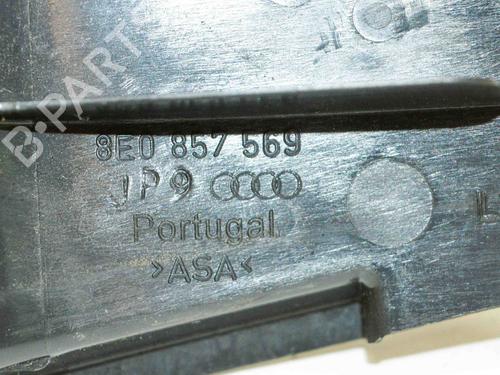 B-PARTS
8E0 857 569
JP9
Portugal
>ASA<
L